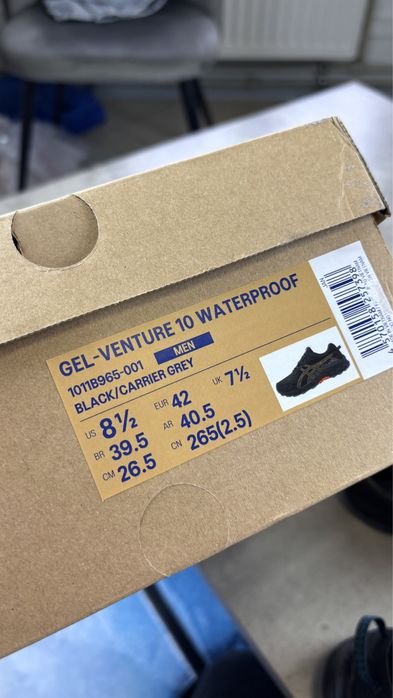 GEL-VENTURE 10 WATERPROOF
1011B965-001 MEN
BLACK/CARRIER GREY
US 8½ EUR 42 UK 7½
BR 39.5 AR 40.5
CM 26.5 CN 265(2.5)